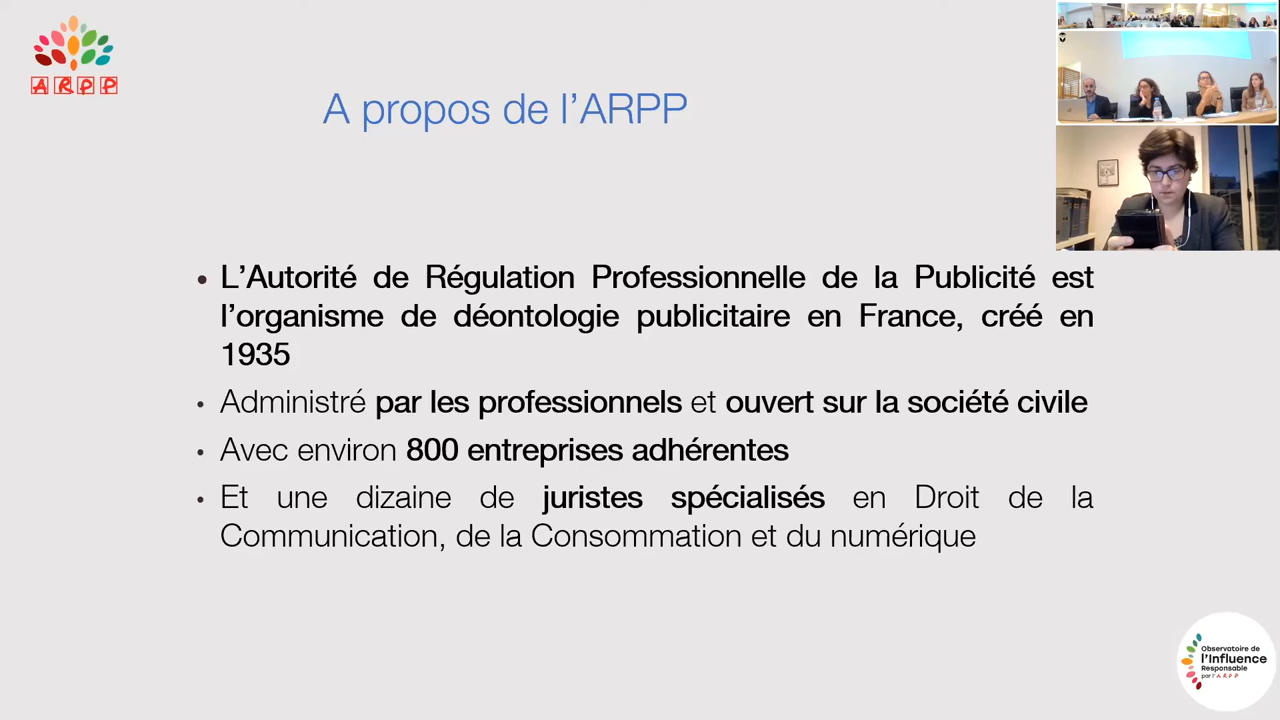 ARPP
A propos de l’ARPP
• L’Autorité de Régulation Professionnelle de la Publicité est
l’organisme de déontologie publicitaire en France, créé en
1935
• Administré par les professionnels et ouvert sur la société civile
• Avec environ 800 entreprises adhérentes
• Et une dizaine de juristes spécialisés en Droit de la
Communication, de la Consommation et du numérique
Observatoire de
l’Influence
Responsable
par l’ARPP